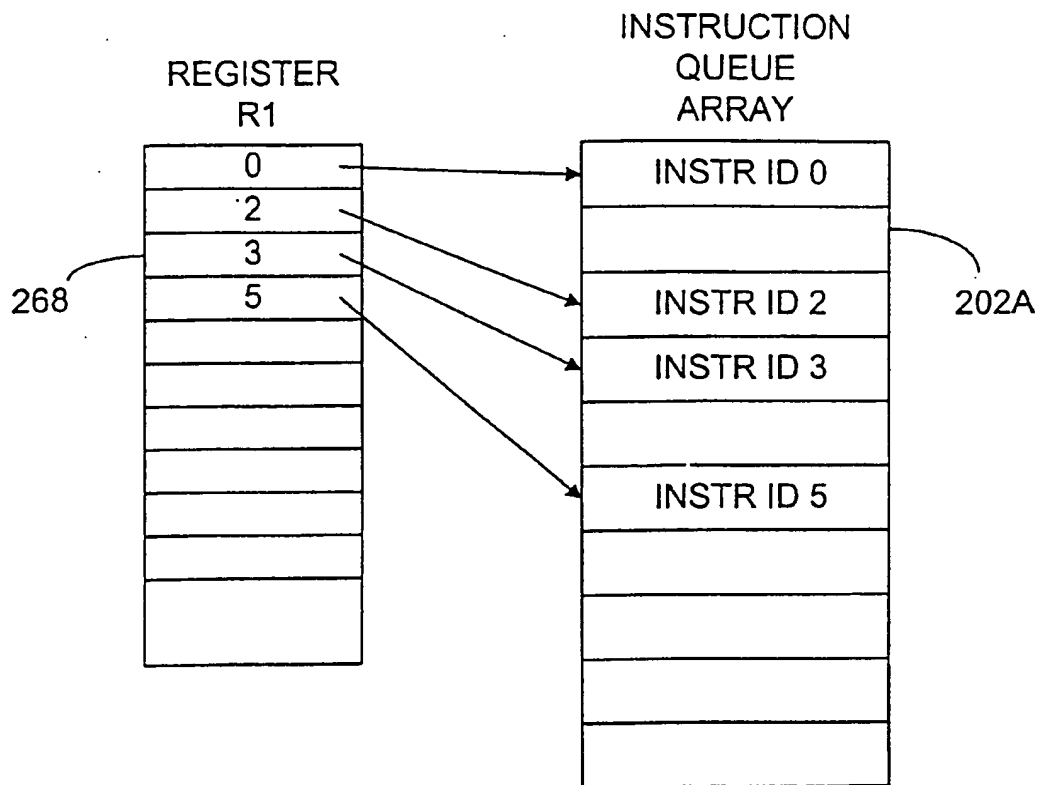 REGISTER
R1
0
2
3
5
268
INSTRUCTION
QUEUE
ARRAY
INSTR ID 0
INSTR ID 2
INSTR ID 3
INSTR ID 5
202A